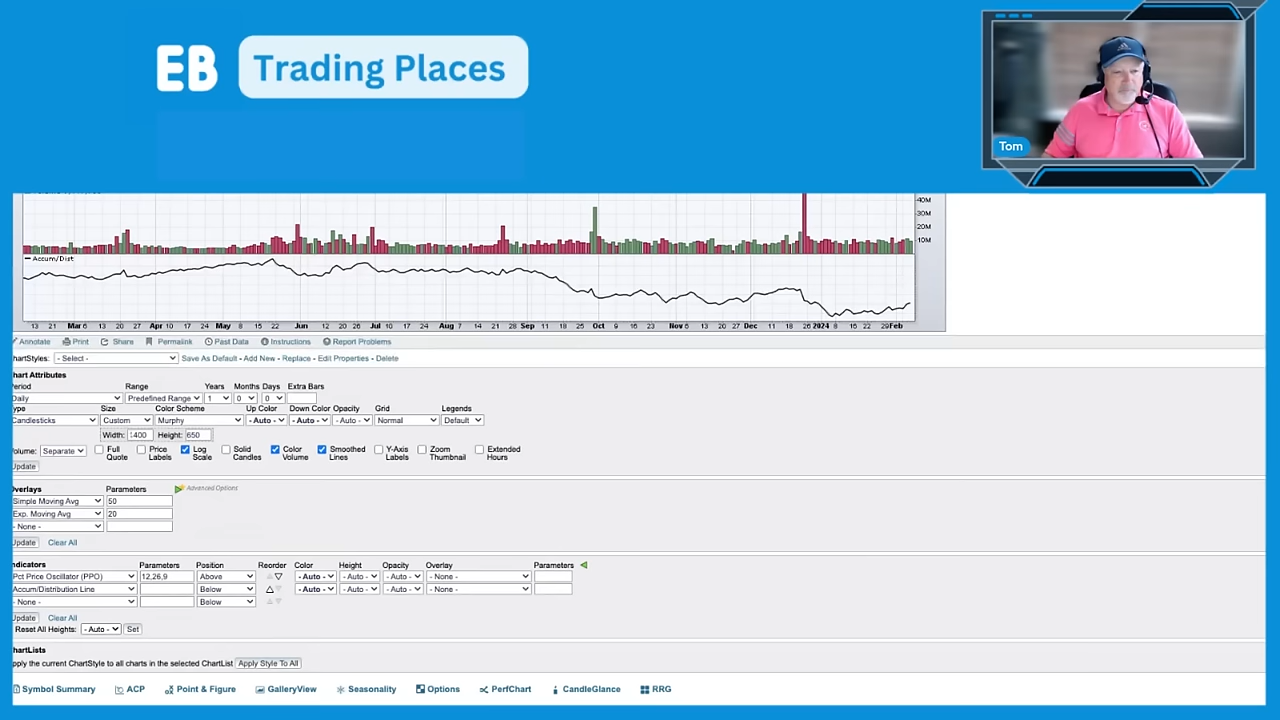 EB Trading Places
Tom
40M
30M
20M
10M
Accum/Dist
13 21 Mar 6 13 20 27 Apr 10 17 24 May 8 15 22 Jun 12 20 26 Jul 10 17 24 Aug 7 14 21 28 Sep 11 18 25 Oct 9 16 23 Nov 6 13 20 27 Dec 11 18 26 2024 8 15 22 29 Feb
Annotate Print Share Permalink Past Data Instructions Report Problems
hartStyles: - Select - Save As Default - Add New - Replace - Edit Properties - Delete
hart Attributes
eriod Range Years Months Days Extra Bars
Daily Predefined Range 1 0 0
ype Size Color Scheme Up Color Down Color Opacity Grid Legends
Candlesticks Custom Murphy - Auto - - Auto - - Auto - Normal Default
Width: 1400 Height: 650
olume: Separate Full Quote Price Labels Log Scale Solid Candles Color Volume Smoothed Lines Y-Axis Labels Zoom Thumbnail Extended Hours
Update
verlays Parameters Advanced Options
Simple Moving Avg 50
Exp. Moving Avg 20
- None -
Update Clear All
ndicators Parameters Position Reorder Color Height Opacity Overlay Parameters
Pct Price Oscillator (PPO) 12,26,9 Above - Auto - - Auto - - Auto - - None -
Accum/Distribution Line Below - Auto - - Auto - - Auto - - None -
- None - Below
Update Clear All
Reset All Heights: - Auto - Set
hartLists
pply the current ChartStyle to all charts in the selected ChartList Apply Style To All
Symbol Summary ACP Point & Figure GalleryView Seasonality Options PerfChart CandleGlance RRG